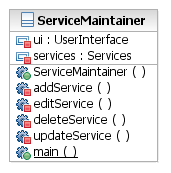 ServiceMaintainer
ui : UserInterface
services : Services
ServiceMaintainer ( )
addService ( )
editService ( )
deleteService ( )
updateService ( )
main ( )